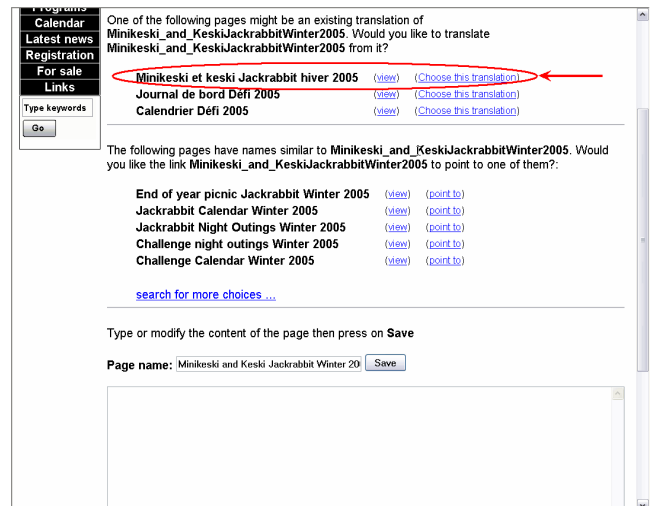 Programs
Calendar
Latest news
Registration
For sale
Links
Type keywords
Go
One of the following pages might be an existing translation of
Minikeski_and_KeskiJackrabbitWinter2005. Would you like to translate
Minikeski_and_KeskiJackrabbitWinter2005 from it?
Minikeski et keski Jackrabbit hiver 2005 (view) (Choose this translation)
Journal de bord Défi 2005 (view) (Choose this translation)
Calendrier Défi 2005 (view) (Choose this translation)
The following pages have names similar to Minikeski_and_KeskiJackrabbitWinter2005. Would
you like the link Minikeski_and_KeskiJackrabbitWinter2005 to point to one of them?:
End of year picnic Jackrabbit Winter 2005 (view) (point to)
Jackrabbit Calendar Winter 2005 (view) (point to)
Jackrabbit Night Outings Winter 2005 (view) (point to)
Challenge night outings Winter 2005 (view) (point to)
Challenge Calendar Winter 2005 (view) (point to)
search for more choices ...
Type or modify the content of the page then press on Save
Page name: Minikeski and Keski Jackrabbit Winter 20 Save